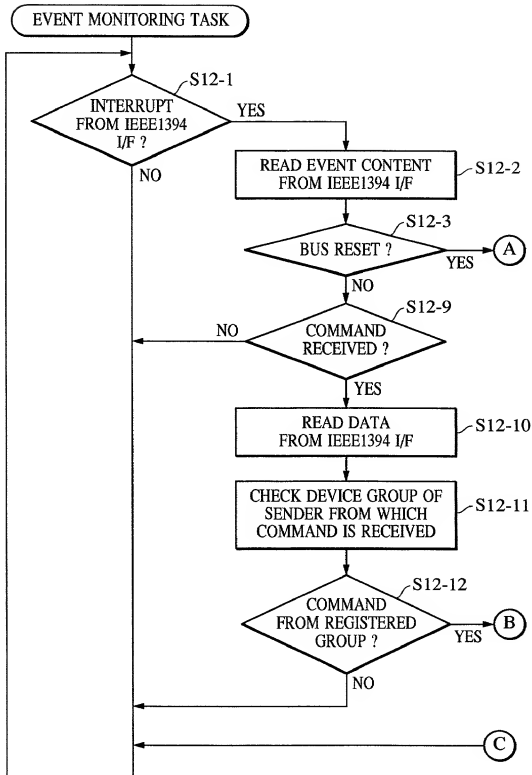 EVENT MONITORING TASK
S12-1
INTERRUPT
FROM IEEE1394
I/F ?
YES
NO
READ EVENT CONTENT
FROM IEEE1394 I/F
S12-2
S12-3
BUS RESET ?
YES
A
NO
S12-9
COMMAND
RECEIVED ?
NO
YES
READ DATA
FROM IEEE1394 I/F
S12-10
CHECK DEVICE GROUP OF
SENDER FROM WHICH
COMMAND IS RECEIVED
S12-11
S12-12
COMMAND
FROM REGISTERED
GROUP ?
YES
B
NO
C